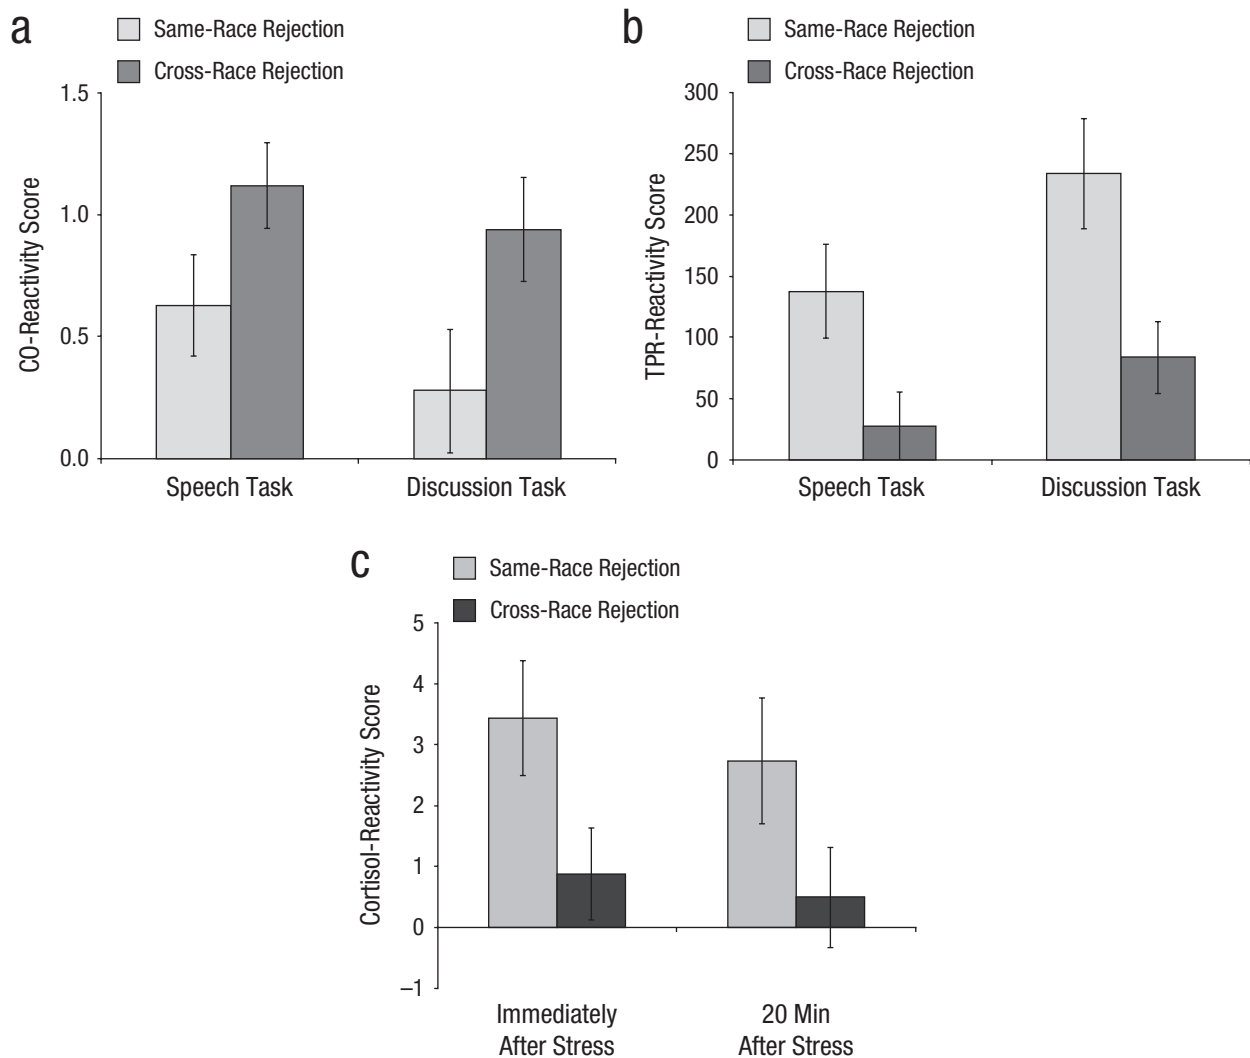 a
Same-Race Rejection
Cross-Race Rejection
1.5
1.0
0.5
0.0
CO-Reactivity Score
Speech Task
Discussion Task
b
Same-Race Rejection
Cross-Race Rejection
300
250
200
150
100
50
0
TPR-Reactivity Score
Speech Task
Discussion Task
c
Same-Race Rejection
Cross-Race Rejection
5
4
3
2
1
0
–1
Cortisol-Reactivity Score
Immediately
After Stress
20 Min
After Stress